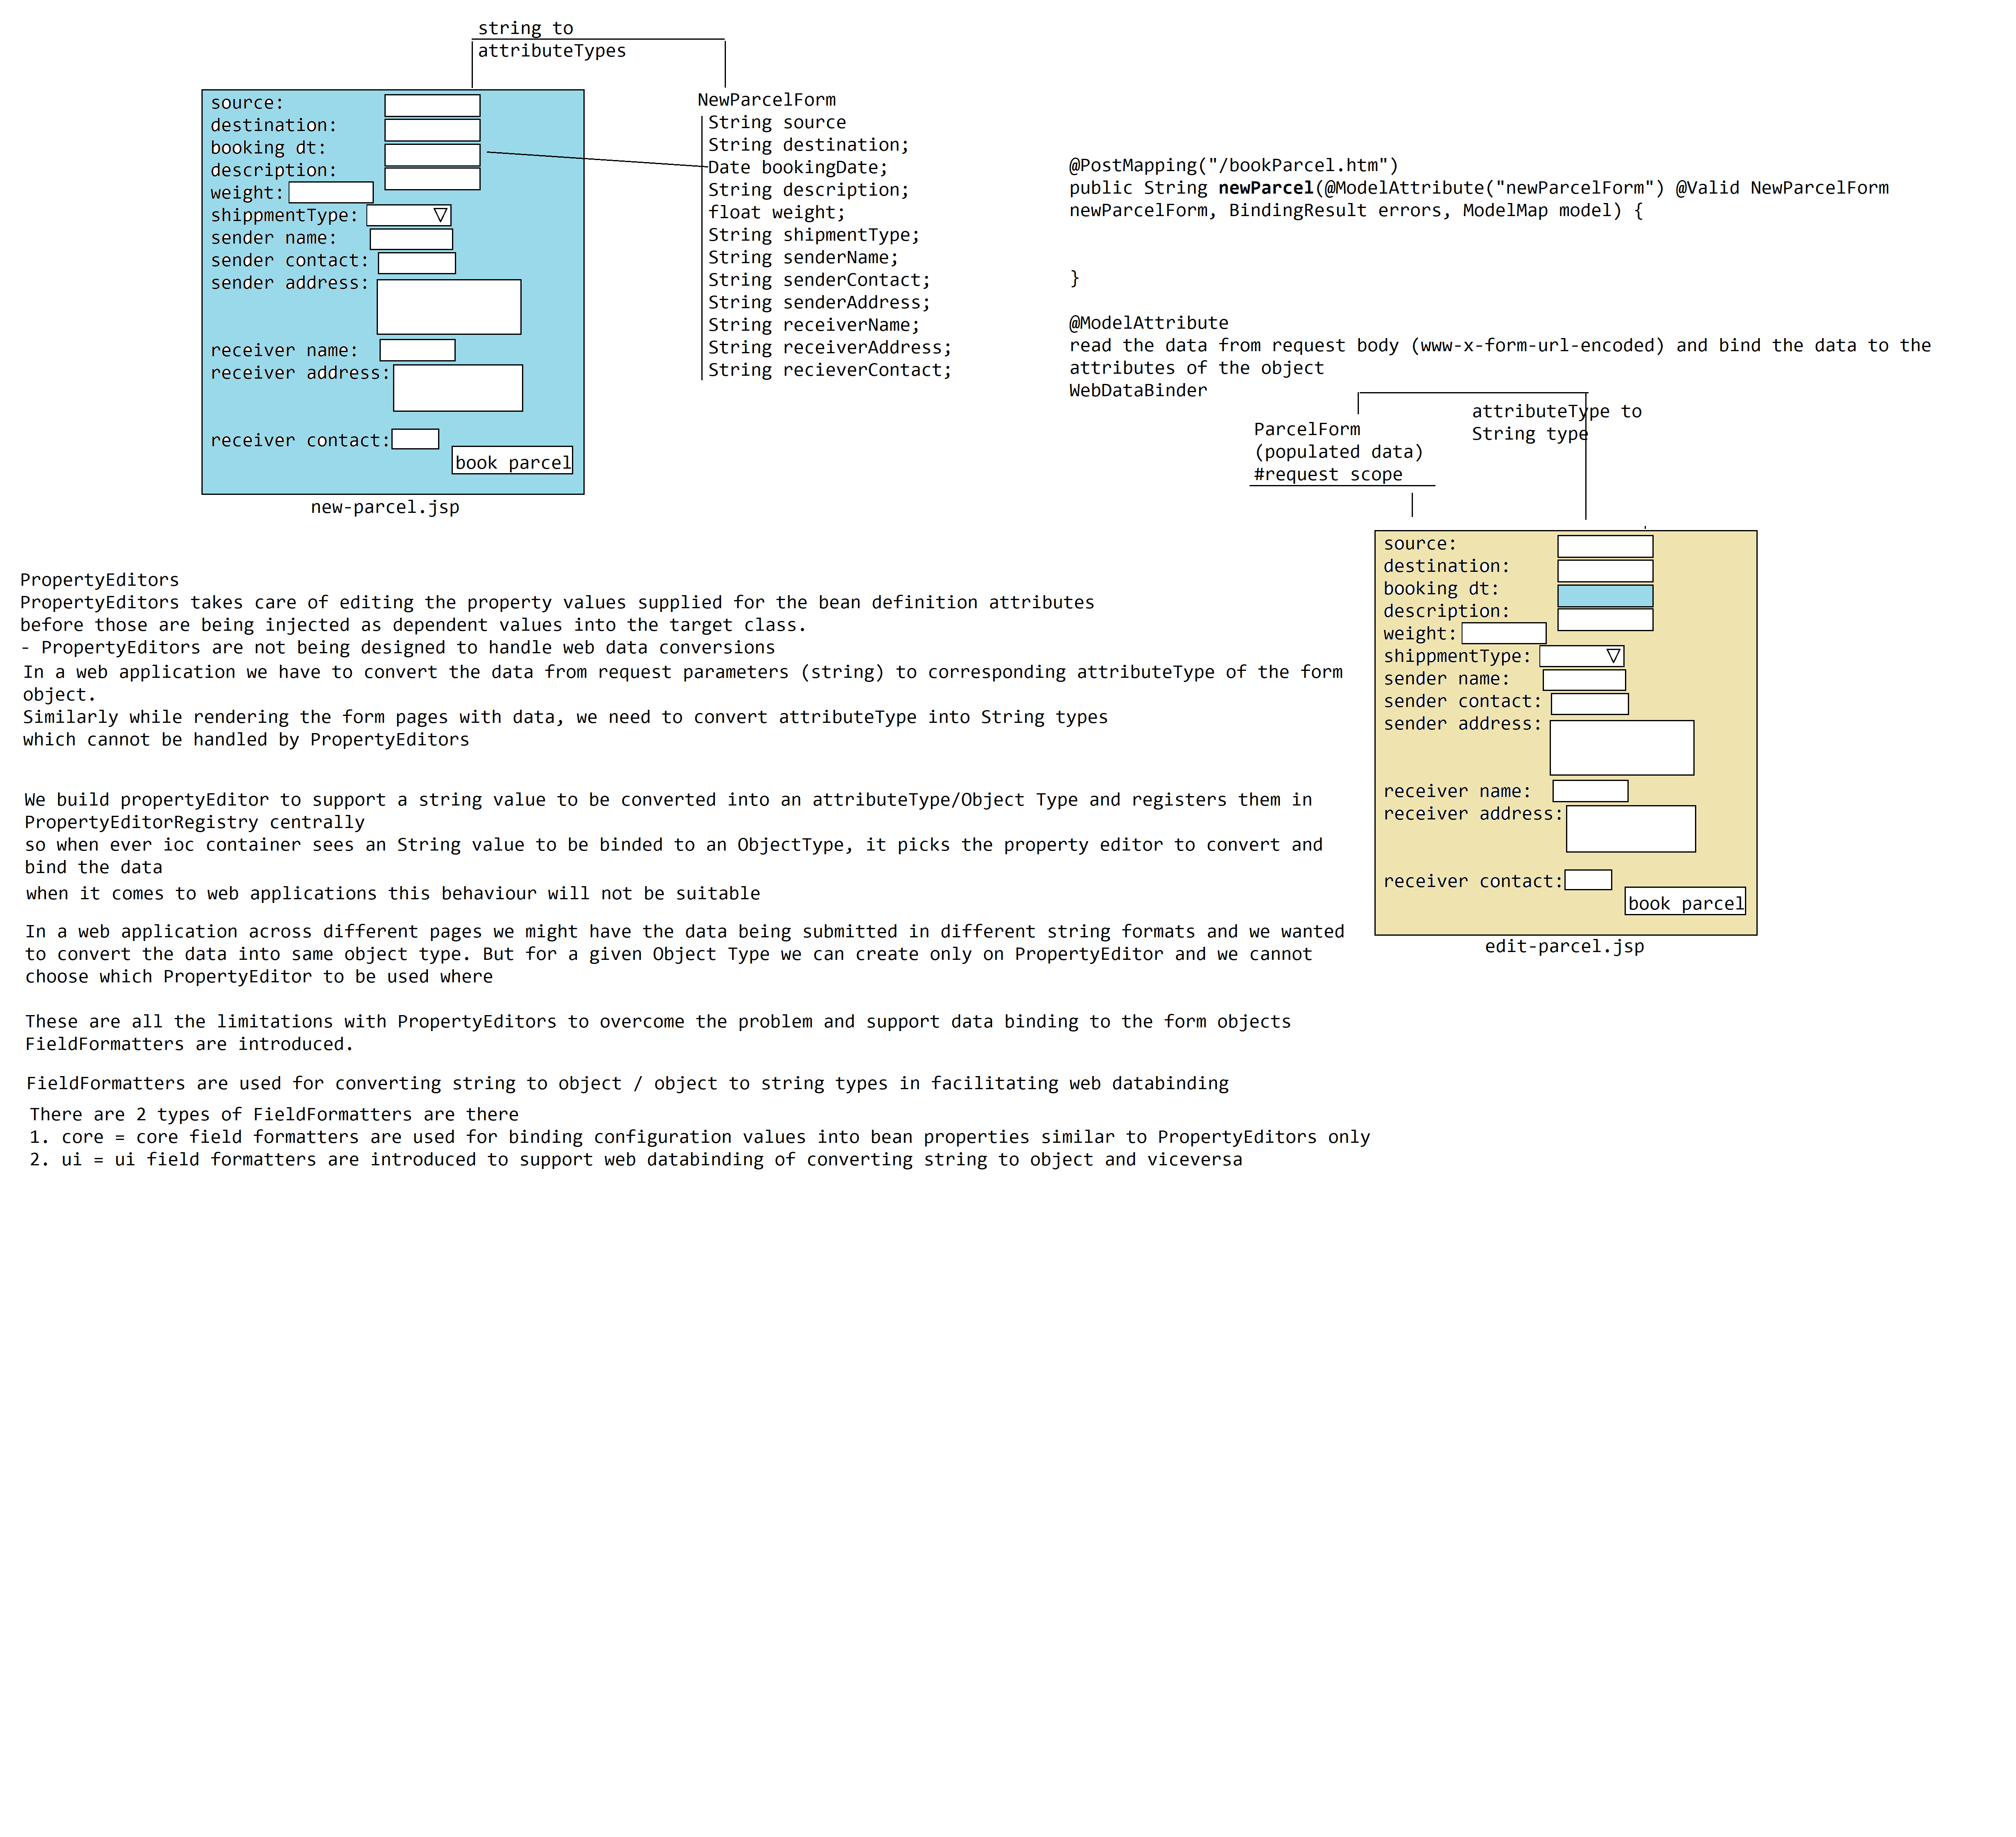 string to
attributeTypes
source:
destination:
booking dt:
description:
weight:
shippmentType:
sender name:
sender contact:
sender address:
receiver name:
receiver address:
receiver contact:
book parcel
new-parcel.jsp
NewParcelForm
String source
String destination;
Date bookingDate;
String description;
float weight;
String shipmentType;
String senderName;
String senderContact;
String senderAddress;
String receiverName;
String receiverAddress;
String recieverContact;
@PostMapping("/bookParcel.htm")
public String newParcel(@ModelAttribute("newParcelForm") @Valid NewParcelForm
newParcelForm, BindingResult errors, ModelMap model) {
}
@ModelAttribute
read the data from request body (www-x-form-url-encoded) and bind the data to the
attributes of the object
WebDataBinder
attributeType to
String type
ParcelForm
(populated data)
#request scope
source:
destination:
booking dt:
description:
weight:
shippmentType:
sender name:
sender contact:
sender address:
receiver name:
receiver address:
receiver contact:
book parcel
edit-parcel.jsp
PropertyEditors
PropertyEditors takes care of editing the property values supplied for the bean definition attributes
before those are being injected as dependent values into the target class.
- PropertyEditors are not being designed to handle web data conversions
In a web application we have to convert the data from request parameters (string) to corresponding attributeType of the form
object.
Similarly while rendering the form pages with data, we need to convert attributeType into String types
which cannot be handled by PropertyEditors
We build propertyEditor to support a string value to be converted into an attributeType/Object Type and registers them in
PropertyEditorRegistry centrally
so when ever ioc container sees an String value to be binded to an ObjectType, it picks the property editor to convert and
bind the data
when it comes to web applications this behaviour will not be suitable
In a web application across different pages we might have the data being submitted in different string formats and we wanted
to convert the data into same object type. But for a given Object Type we can create only on PropertyEditor and we cannot
choose which PropertyEditor to be used where
These are all the limitations with PropertyEditors to overcome the problem and support data binding to the form objects
FieldFormatters are introduced.
FieldFormatters are used for converting string to object / object to string types in facilitating web databinding
There are 2 types of FieldFormatters are there
1. core = core field formatters are used for binding configuration values into bean properties similar to PropertyEditors only
2. ui = ui field formatters are introduced to support web databinding of converting string to object and viceversa